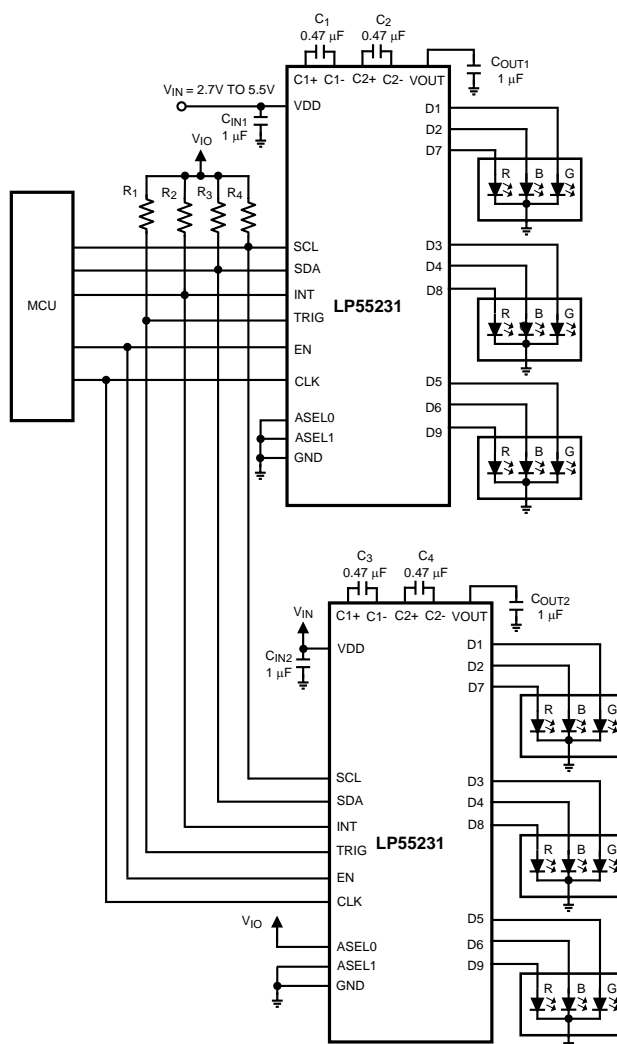 C1
0.47 µF
C2
0.47 µF
C1+ C1- C2+ C2- VOUT
COUT1
1 µF
VIN = 2.7V TO 5.5V
VDD
CIN1
1 µF
VIO
R1 R2 R3 R4
MCU
SCL
SDA
INT
TRIG
EN
CLK
ASEL0
ASEL1
GND
LP55231
D1
D2
D7
R B G
D3
D4
D8
R B G
D5
D6
D9
R B G
C3
0.47 µF
C4
0.47 µF
C1+ C1- C2+ C2- VOUT
COUT2
1 µF
VIN
VDD
CIN2
1 µF
SCL
SDA
INT
TRIG
EN
CLK
VIO
ASEL0
ASEL1
GND
LP55231
D1
D2
D7
R B G
D3
D4
D8
R B G
D5
D6
D9
R B G